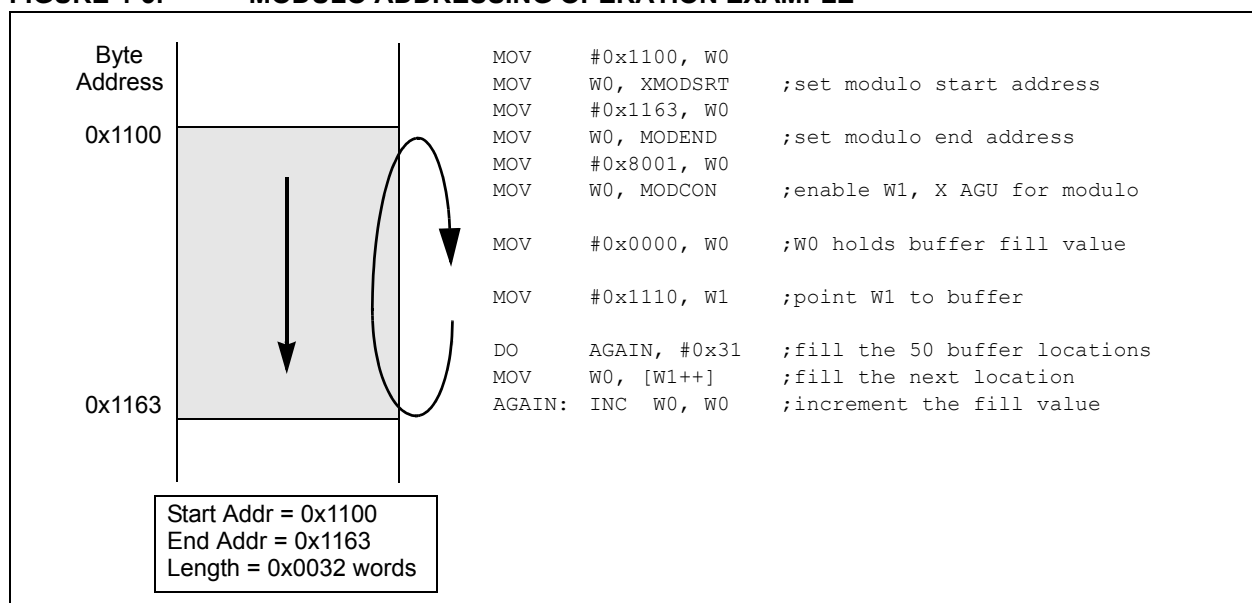 Byte
Address
0x1100
0x1163
MOV #0x1100, W0
MOV W0, XMODSRT ;set modulo start address
MOV #0x1163, W0
MOV W0, MODEND ;set modulo end address
MOV #0x8001, W0
MOV W0, MODCON ;enable W1, X AGU for modulo
MOV #0x0000, W0 ;W0 holds buffer fill value
MOV #0x1110, W1 ;point W1 to buffer
DO AGAIN, #0x31 ;fill the 50 buffer locations
MOV W0, [W1++] ;fill the next location
AGAIN: INC W0, W0 ;increment the fill value
Start Addr = 0x1100
End Addr = 0x1163
Length = 0x0032 words